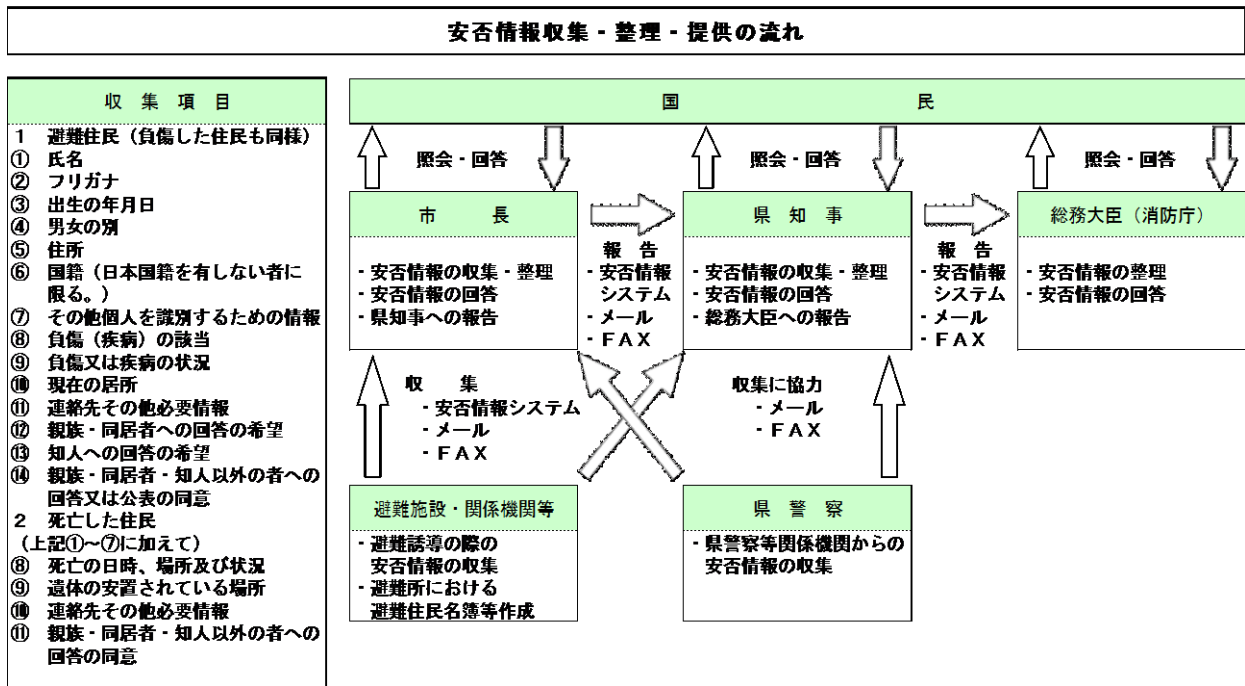 安否情報収集・整理・提供の流れ
収集項目
1 避難住民（負傷した住民も同様）
① 氏名
② フリガナ
③ 出生の年月日
④ 男女の別
⑤ 住所
⑥ 国籍（日本国籍を有しない者に
限る。）
⑦ その他個人を識別するための情報
⑧ 負傷（疾病）の該当
⑨ 負傷又は疾病の状況
⑩ 現在の居所
⑪ 連絡先その他必要情報
⑫ 親族・同居者への回答の希望
⑬ 知人への回答の希望
⑭ 親族・同居者・知人以外の者への
回答又は公表の同意
2 死亡した住民
（上記①～⑦に加えて）
⑧ 死亡の日時、場所及び状況
⑨ 遺体の安置されている場所
⑩ 連絡先その他必要情報
⑪ 親族・同居者・知人以外の者への
回答の同意
国民
照会・回答
照会・回答
照会・回答
市長
・安否情報の収集・整理
・安否情報の回答
・県知事への報告
報告
・安否情報
システム
・メール
・ＦＡＸ
県知事
・安否情報の収集・整理
・安否情報の回答
・総務大臣への報告
報告
・安否情報
システム
・メール
・ＦＡＸ
総務大臣（消防庁）
・安否情報の整理
・安否情報の回答
収集
・安否情報システム
・メール
・ＦＡＸ
収集に協力
・メール
・ＦＡＸ
避難施設・関係機関等
・避難誘導の際の
安否情報の収集
・避難所における
避難住民名簿等作成
県警察
・県警察等関係機関からの
安否情報の収集